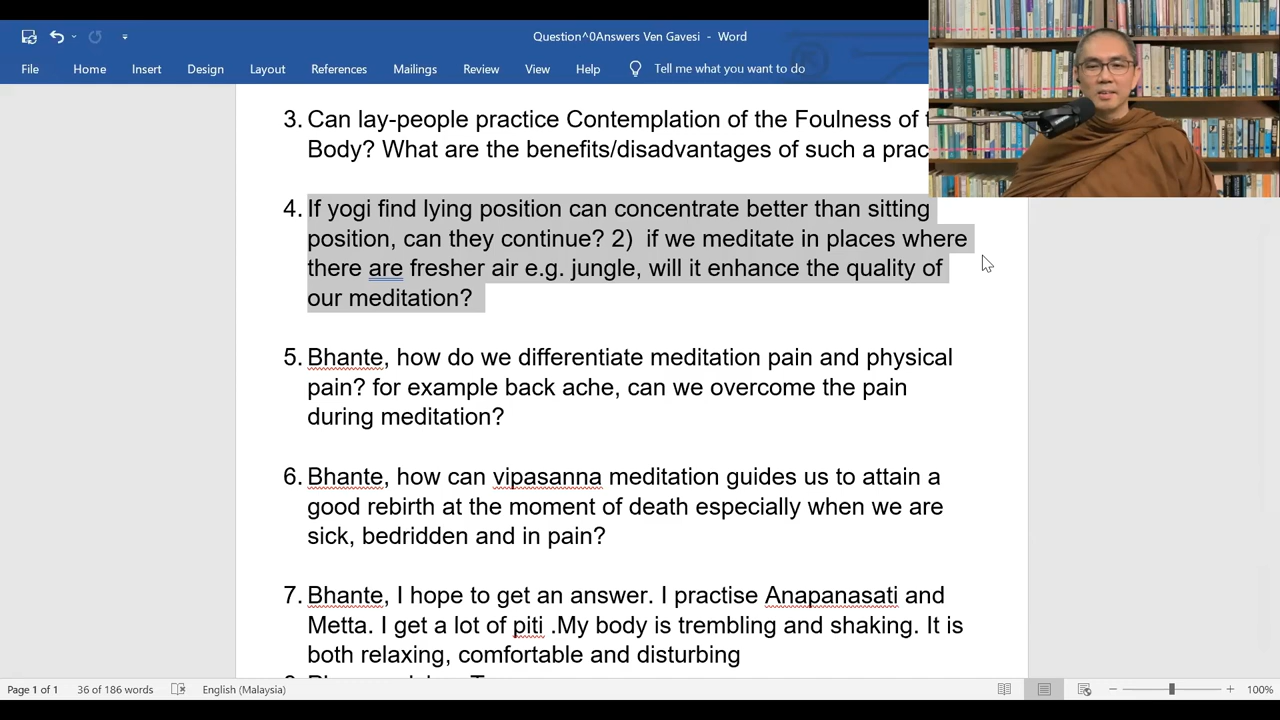 Question^0Answers Ven Gavesi - Word
File Home Insert Design Layout References Mailings Review View Help Tell me what you want to do
3. Can lay-people practice Contemplation of the Foulness of
Body? What are the benefits/disadvantages of such a prac
4. If yogi find lying position can concentrate better than sitting
position, can they continue? 2) if we meditate in places where
there are fresher air e.g. jungle, will it enhance the quality of
our meditation?
5. Bhante, how do we differentiate meditation pain and physical
pain? for example back ache, can we overcome the pain
during meditation?
6. Bhante, how can vipasanna meditation guides us to attain a
good rebirth at the moment of death especially when we are
sick, bedridden and in pain?
7. Bhante, I hope to get an answer. I practise Anapanasati and
Metta. I get a lot of piti .My body is trembling and shaking. It is
both relaxing, comfortable and disturbing
Page 1 of 1 36 of 186 words English (Malaysia) 100%